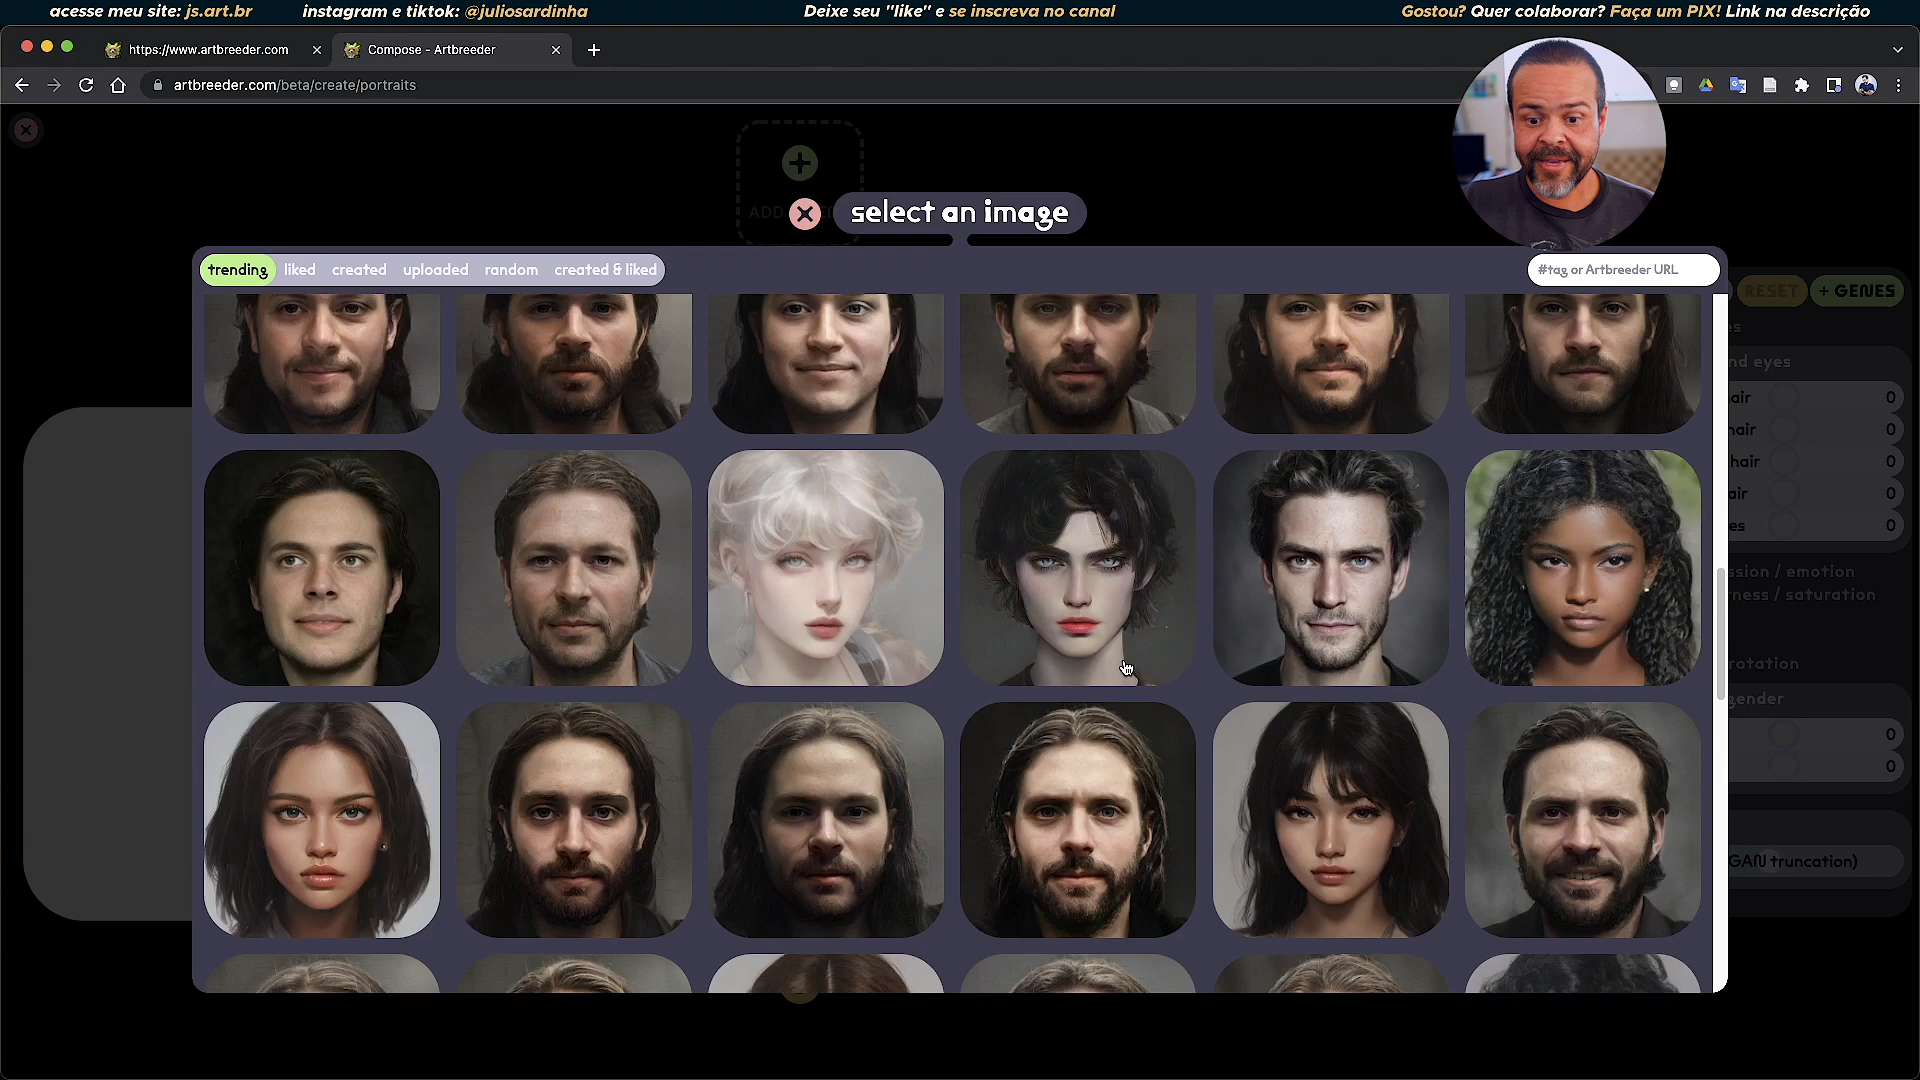 acesse meu site: js.art.br
instagram e tiktok: @juliosardinha
Deixe seu "like" e se inscreva no canal
Gostou? Quer colaborar? Faça um PIX! Link na descrição
https://www.artbreeder.com
Compose - Artbreeder
artbreeder.com/beta/create/portraits
ADD
select an image
trending
liked
created
uploaded
random
created & liked
#tag or Artbreeder URL
RESET
+ GENES
nd eyes
air 0
hair 0
hair 0
air 0
es 0
ssion / emotion
tness / saturation
rotation
gender
0
0
GAN truncation)